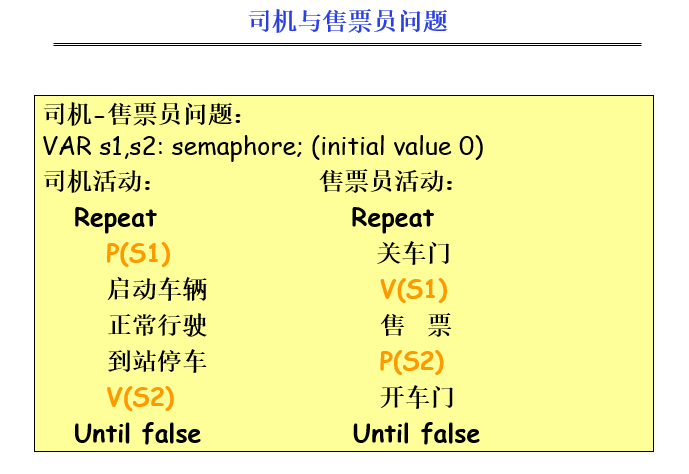 司机与售票员问题
司机-售票员问题：
VAR s1,s2: semaphore; (initial value 0)
司机活动： 售票员活动：
Repeat Repeat
P(S1) 关车门
启动车辆 V(S1)
正常行驶 售 票
到站停车 P(S2)
V(S2) 开车门
Until false Until false